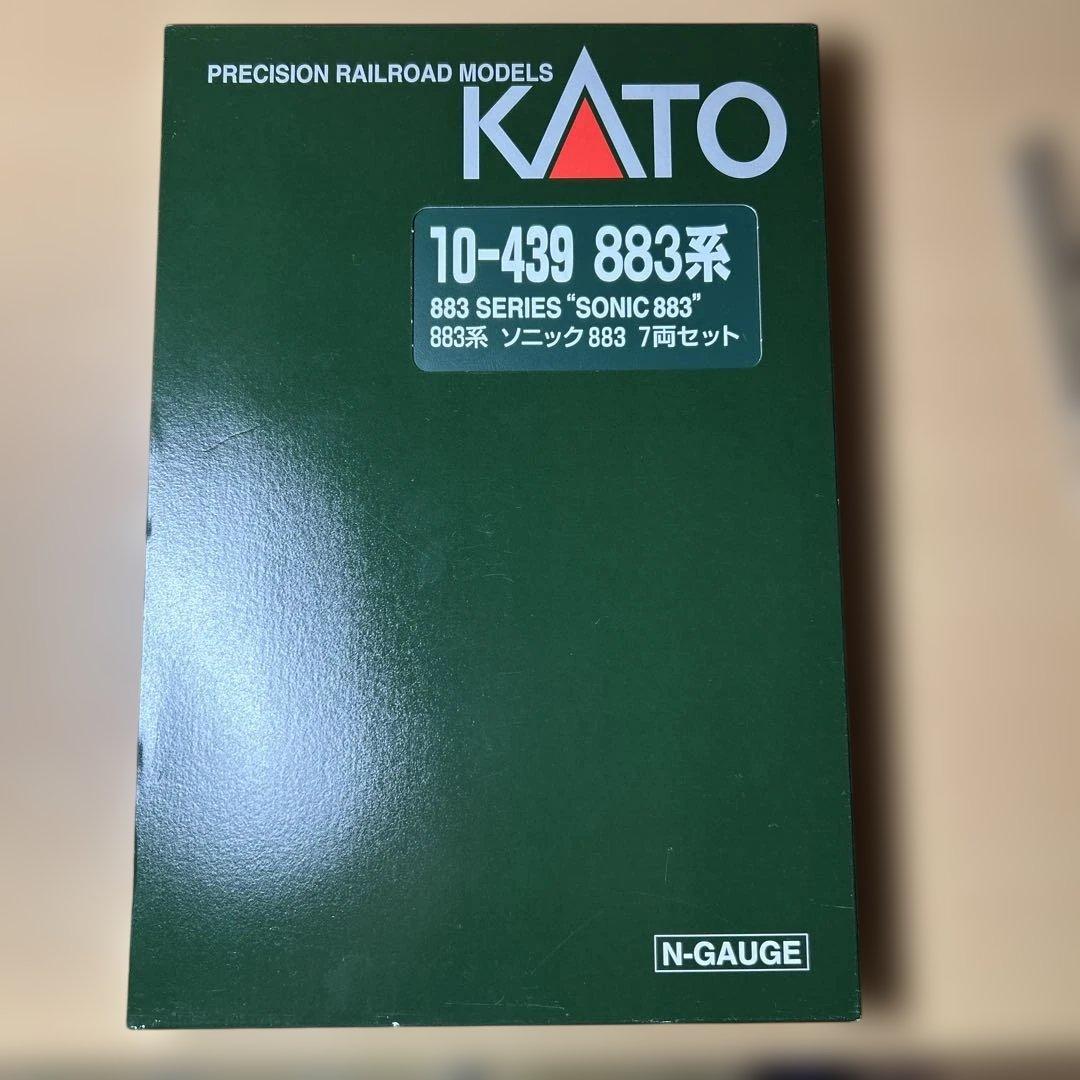 PRECISION RAILROAD MODELS
KATO
10-439 883系
883 SERIES “SONIC 883”
883系 ソニック883 7両セット
N-GAUGE